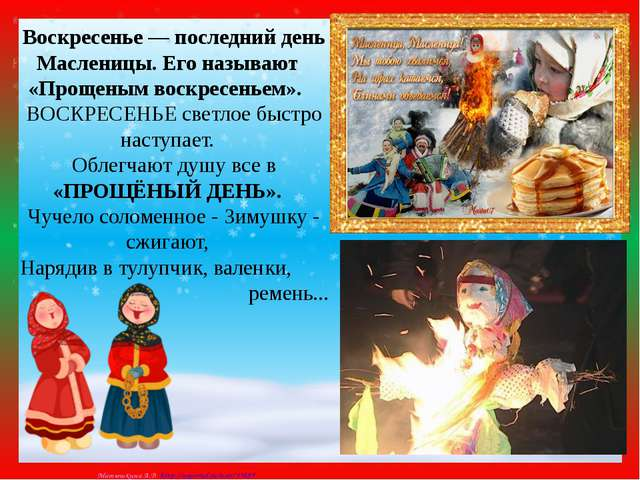 Воскресенье — последний день
Масленицы. Его называют
«Прощеным воскресеньем».
ВОСКРЕСЕНЬЕ светлое быстро
наступает.
Облегчают душу все в
«ПРОЩЁНЫЙ ДЕНЬ».
Чучело соломенное - Зимушку -
сжигают,
Нарядив в тулупчик, валенки,
ремень...
Масленица, Масленица!
Мы тобою хвалимся,
На горах катаемся,
Блинами объедаемся!